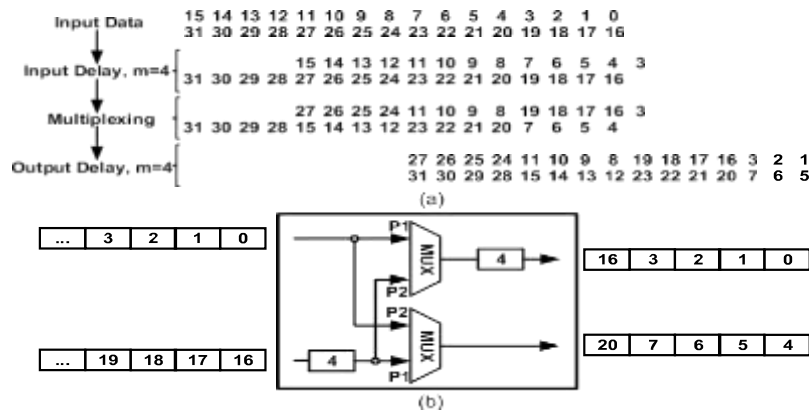 Input Data
15 14 13 12 11 10 9 8 7 6 5 4 3 2 1 0
31 30 29 28 27 26 25 24 23 22 21 20 19 18 17 16
Input Delay, m=4
15 14 13 12 11 10 9 8 7 6 5 4 3
31 30 29 28 27 26 25 24 23 22 21 20 19 18 17 16
Multiplexing
27 26 25 24 11 10 9 8 19 18 17 16 3
31 30 29 28 15 14 13 12 23 22 21 20 7 6 5 4
Output Delay, m=4
27 26 25 24 11 10 9 8 19 18 17 16 3 2 1
31 30 29 28 15 14 13 12 23 22 21 20 7 6 5
(a)
... 3 2 1 0
P1
MUX
P2
4
16 3 2 1 0
... 19 18 17 16
4
P2
MUX
P1
20 7 6 5 4
(b)